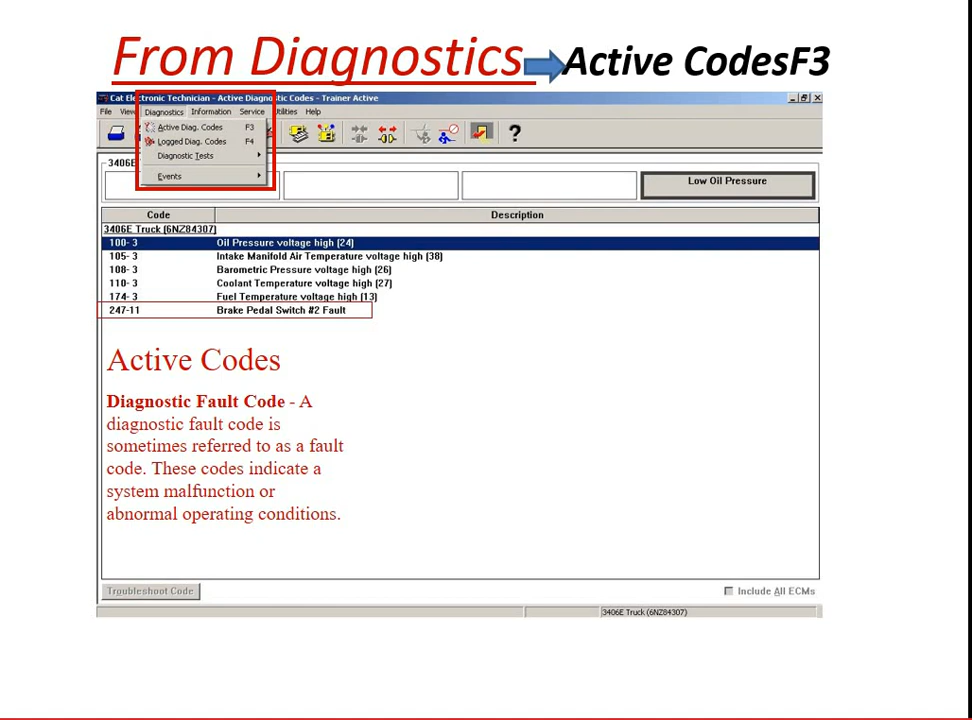 From Diagnostics Active CodesF3
Cat Electronic Technician - Active Diagnostic Codes - Trainer Active
File View Diagnostics Information Service Utilities Help
Active Diag. Codes F3
Logged Diag. Codes F4
Diagnostic Tests
Events
?
3406E
Low Oil Pressure
Code Description
3406E Truck [6NZ84307]
100- 3 Oil Pressure voltage high [24]
105- 3 Intake Manifold Air Temperature voltage high [38]
108- 3 Barometric Pressure voltage high [26]
110- 3 Coolant Temperature voltage high [27]
174- 3 Fuel Temperature voltage high [13]
247-11 Brake Pedal Switch #2 Fault
Active Codes
Diagnostic Fault Code - A
diagnostic fault code is
sometimes referred to as a fault
code. These codes indicate a
system malfunction or
abnormal operating conditions.
Troubleshoot Code Include All ECMs
3406E Truck (6NZ84307)